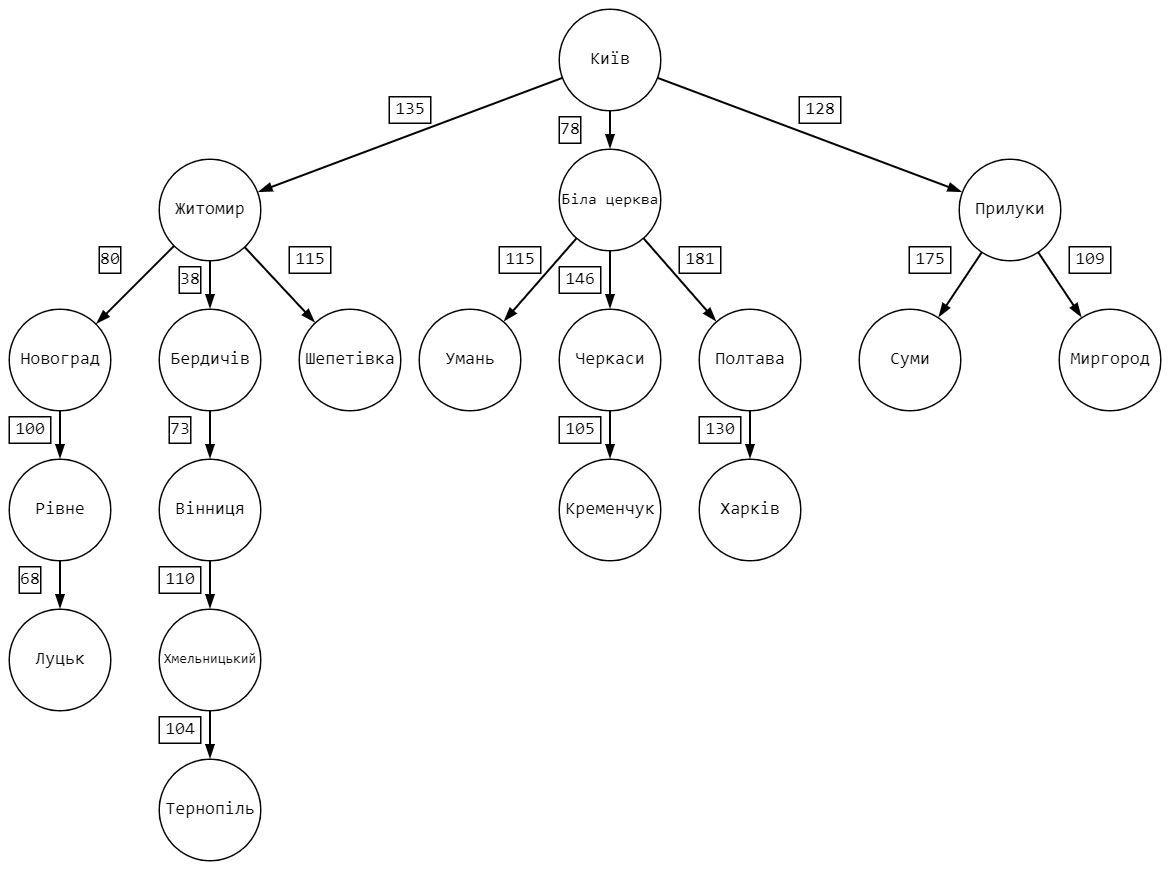 Київ
135
78
128
Житомир
Біла церква
Прилуки
80
38
115
115
146
181
175
109
Новоград
Бердичів
Шепетівка
Умань
Черкаси
Полтава
Суми
Миргород
100
73
105
130
Рівне
Вінниця
Кременчук
Харків
68
110
Луцьк
Хмельницький
104
Тернопіль